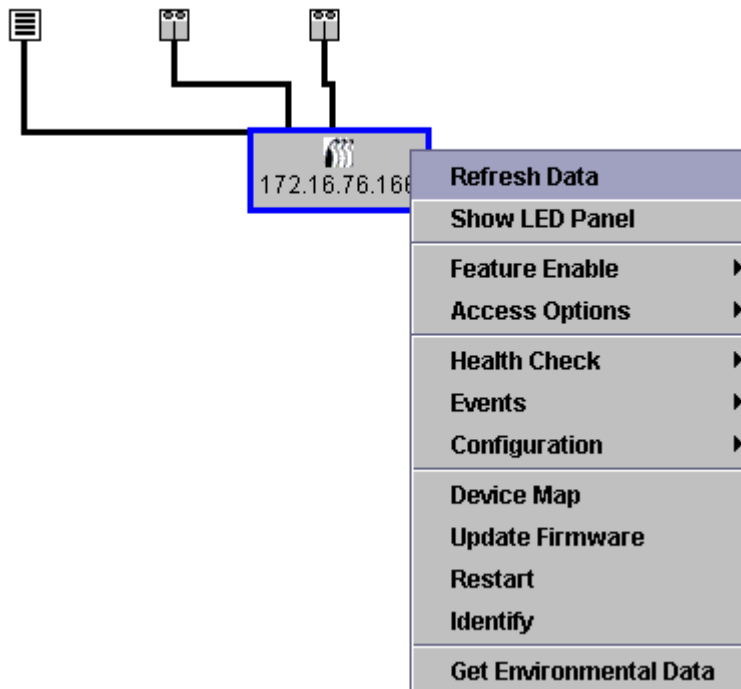 172.16.76.166
Refresh Data
Show LED Panel
Feature Enable
Access Options
Health Check
Events
Configuration
Device Map
Update Firmware
Restart
Identify
Get Environmental Data